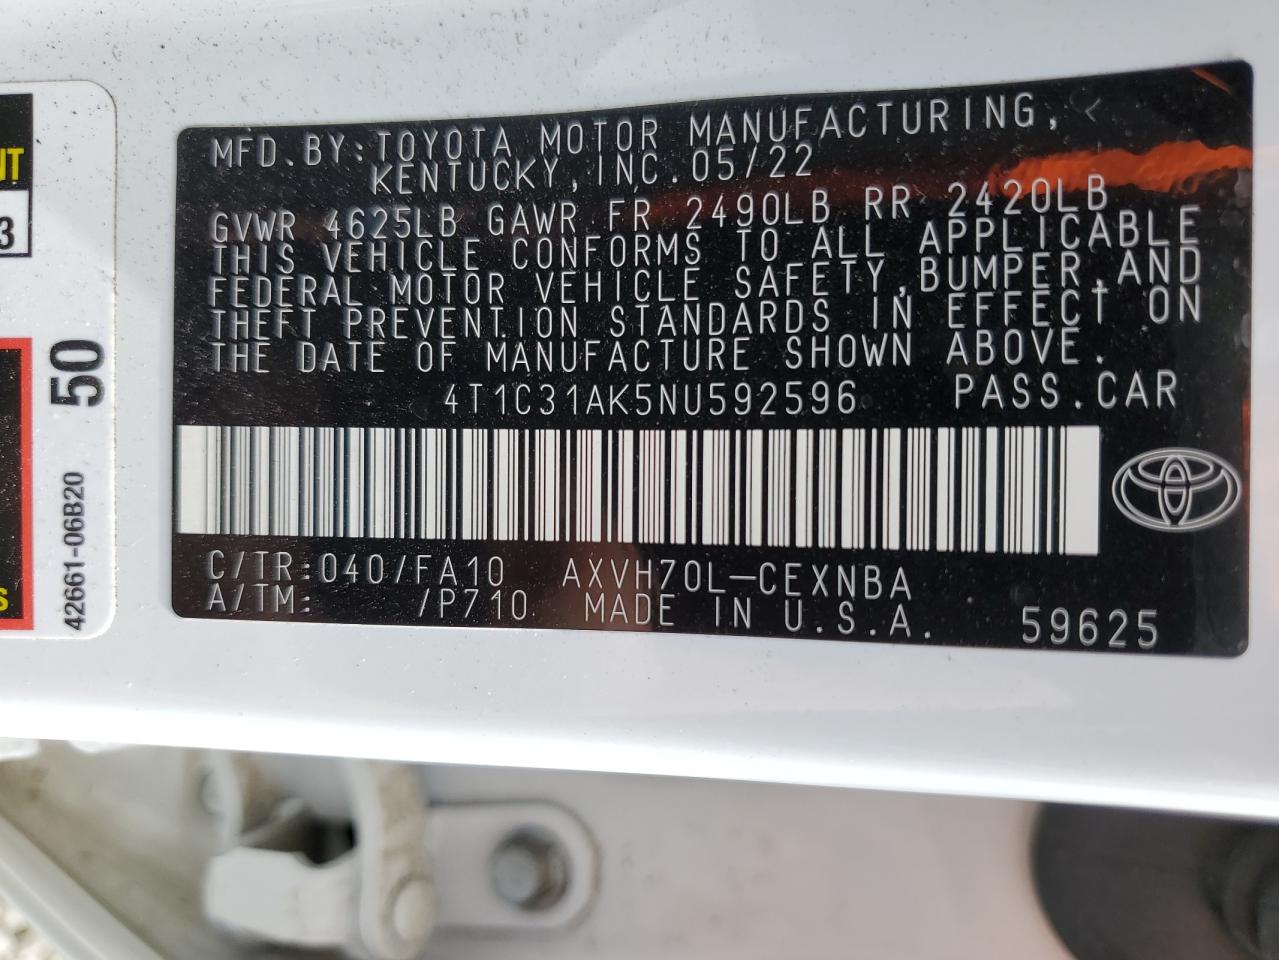 MFD.BY:TOYOTA MOTOR MANUFACTURING,
KENTUCKY,INC.05/22
GVWR 4625LB GAWR FR 2490LB RR 2420LB
THIS VEHICLE CONFORMS TO ALL APPLICABLE
FEDERAL MOTOR VEHICLE SAFETY,BUMPER,AND
THEFT PREVENTION STANDARDS IN EFFECT ON
THE DATE OF MANUFACTURE SHOWN ABOVE.
4T1C31AK5NU592596 PASS.CAR
C/TR:040/FA10 AXVH70L-CEXNBA
A/TM: /P710 MADE IN U.S.A. 59625
3
50
42661-06B20